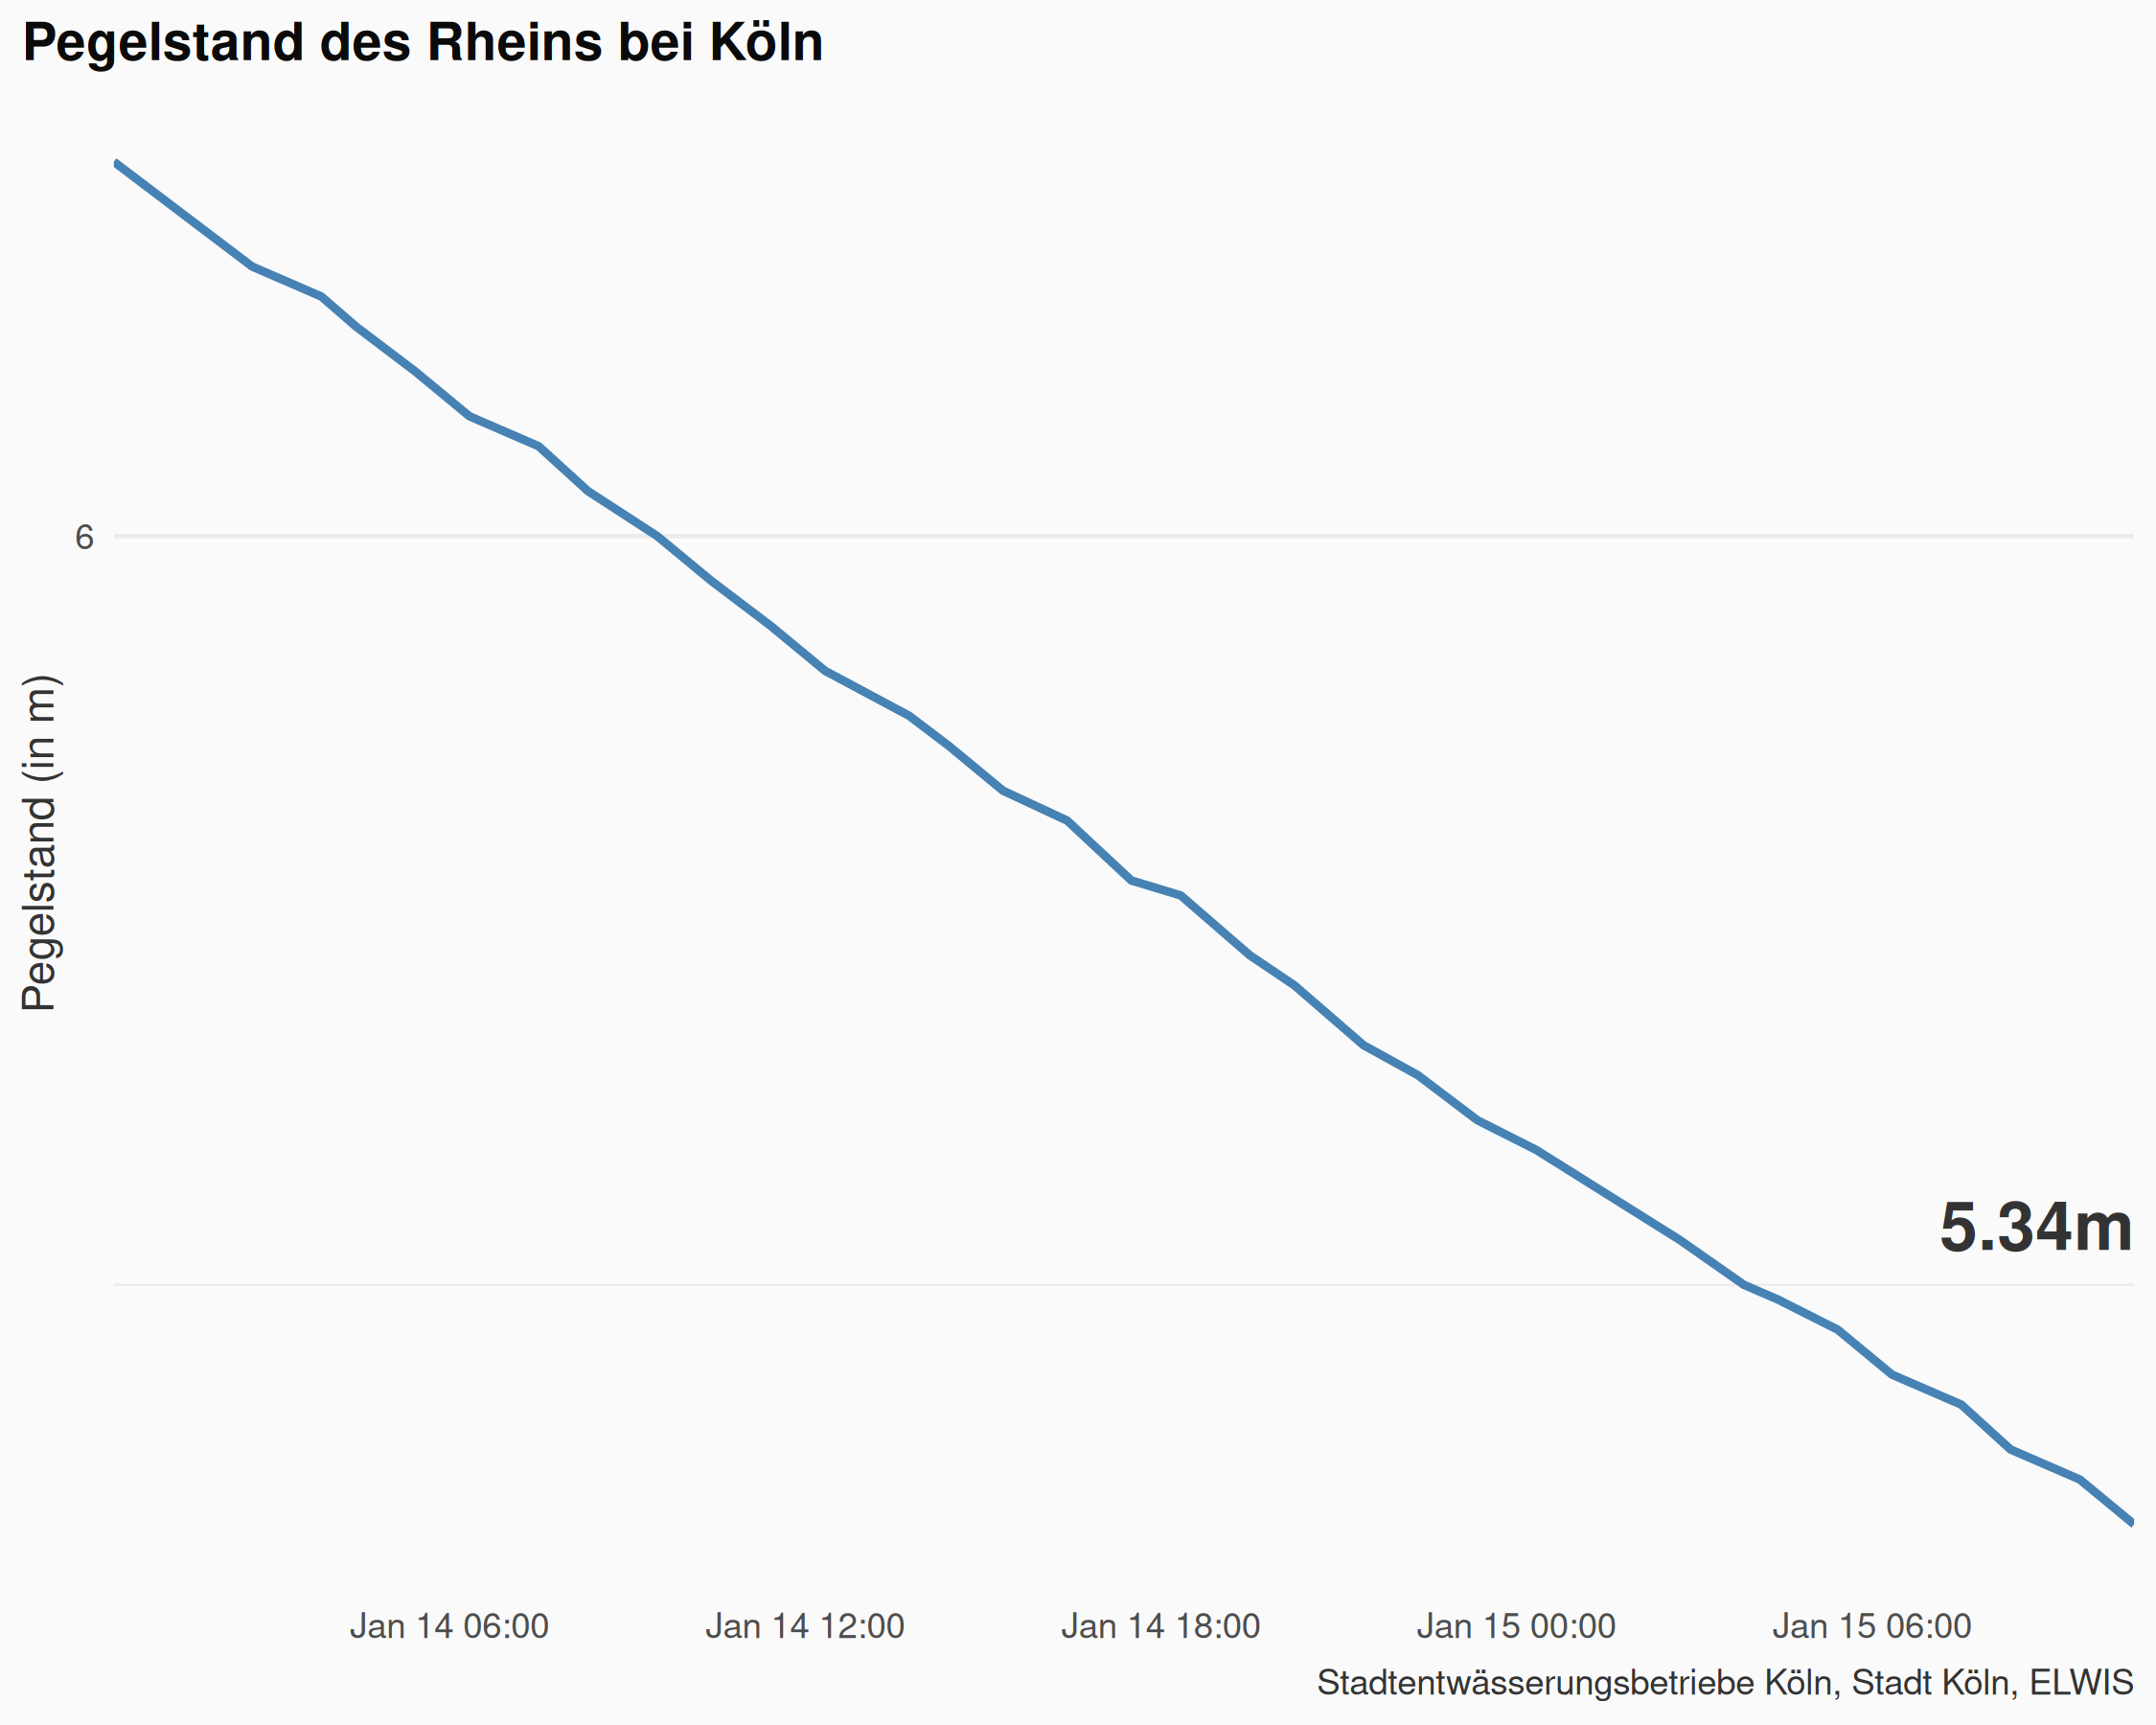 Pegelstand des Rheins bei Köln
6
Pegelstand (in m)
5.34m
Jan 14 06:00
Jan 14 12:00
Jan 14 18:00
Jan 15 00:00
Jan 15 06:00
Stadtentwässerungsbetriebe Köln, Stadt Köln, ELWIS